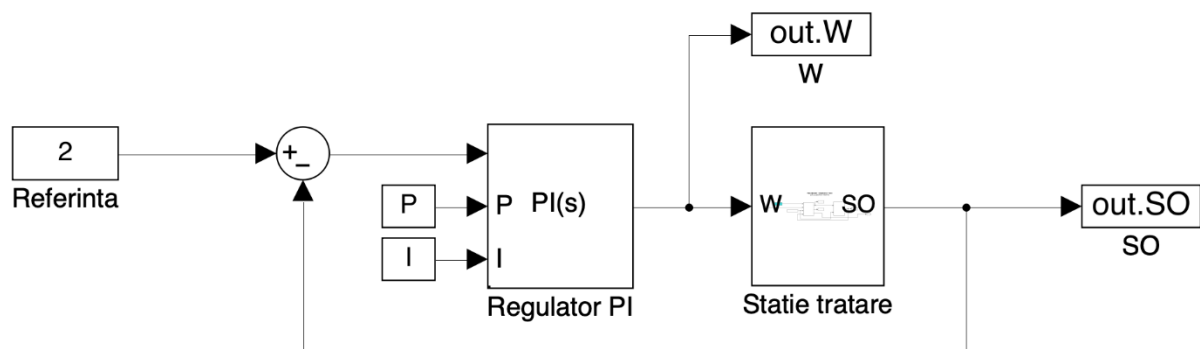 out.W
W
2
Referinta
+
−
P
I
P
PI(s)
I
Regulator PI
W
SO
Statie tratare
out.SO
SO